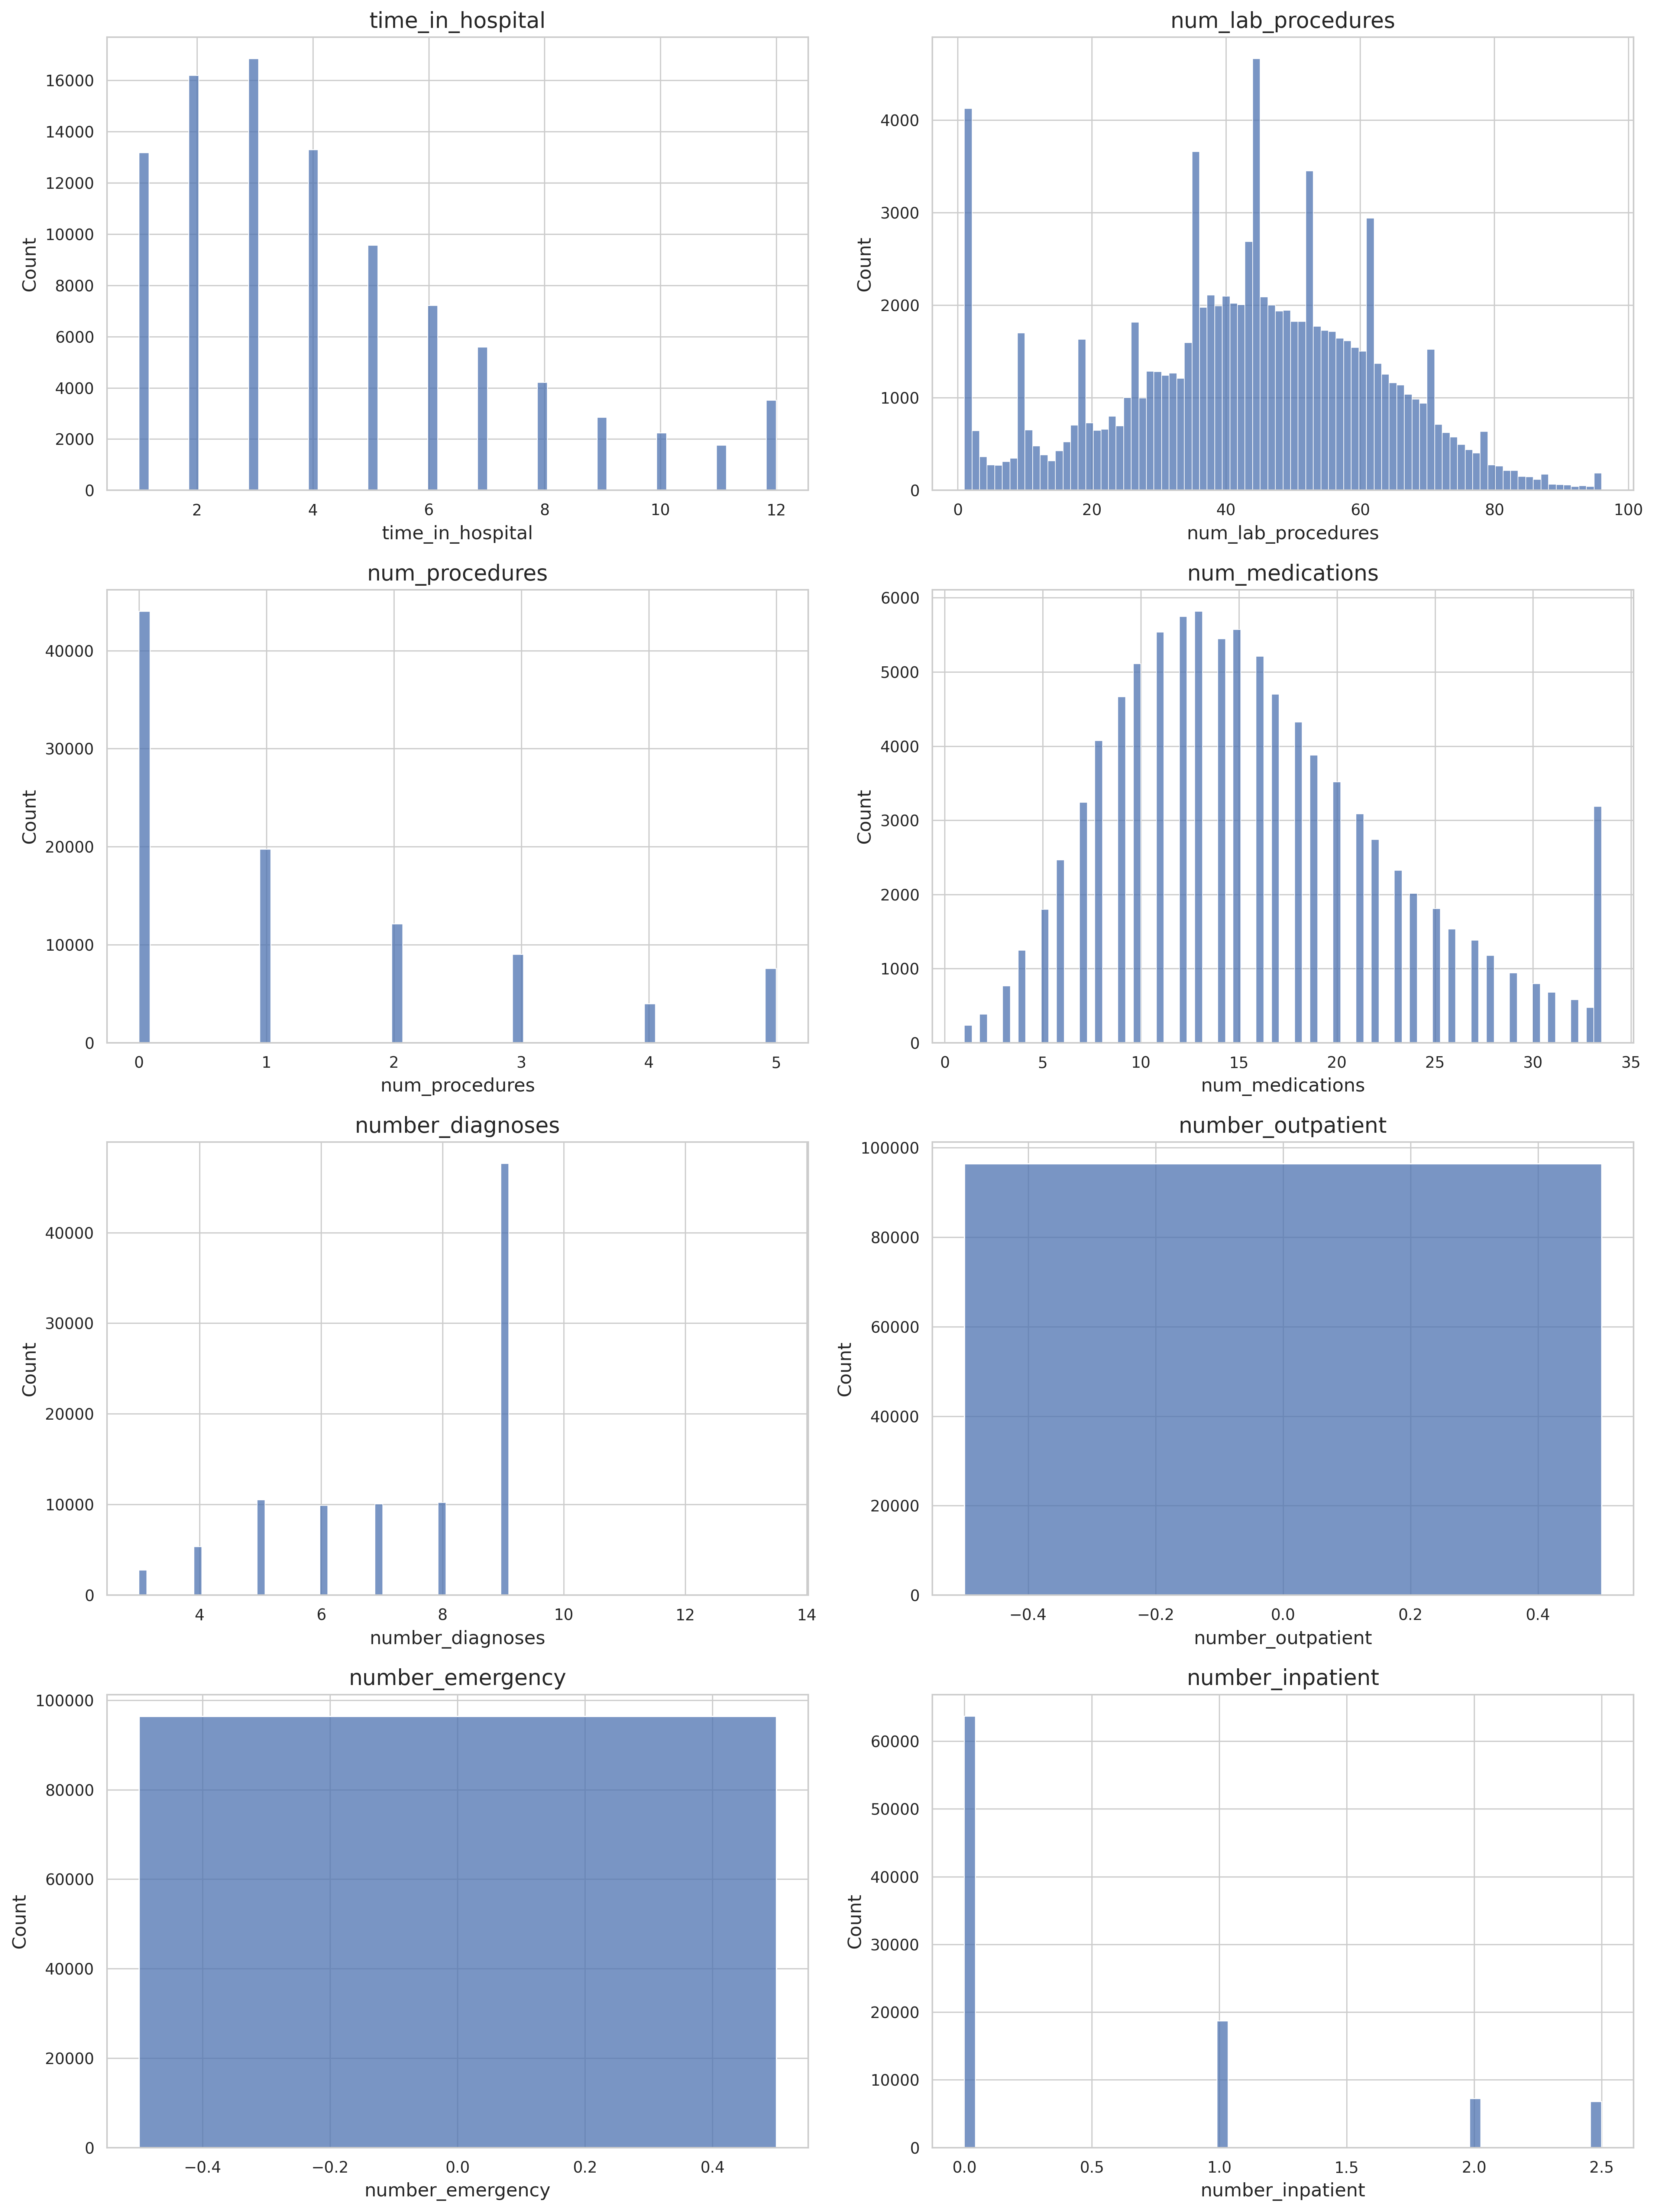 time_in_hospital
16000
14000
12000
10000
8000
6000
4000
2000
0
Count
2 4 6 8 10 12
time_in_hospital
num_lab_procedures
4000
3000
2000
1000
0
Count
0 20 40 60 80 100
num_lab_procedures
num_procedures
40000
30000
20000
10000
0
Count
0 1 2 3 4 5
num_procedures
num_medications
6000
5000
4000
3000
2000
1000
0
Count
0 5 10 15 20 25 30 35
num_medications
number_diagnoses
40000
30000
20000
10000
0
Count
4 6 8 10 12 14
number_diagnoses
number_outpatient
100000
80000
60000
40000
20000
0
Count
−0.4 −0.2 0.0 0.2 0.4
number_outpatient
number_emergency
100000
80000
60000
40000
20000
0
Count
−0.4 −0.2 0.0 0.2 0.4
number_emergency
number_inpatient
60000
50000
40000
30000
20000
10000
0
Count
0.0 0.5 1.0 1.5 2.0 2.5
number_inpatient